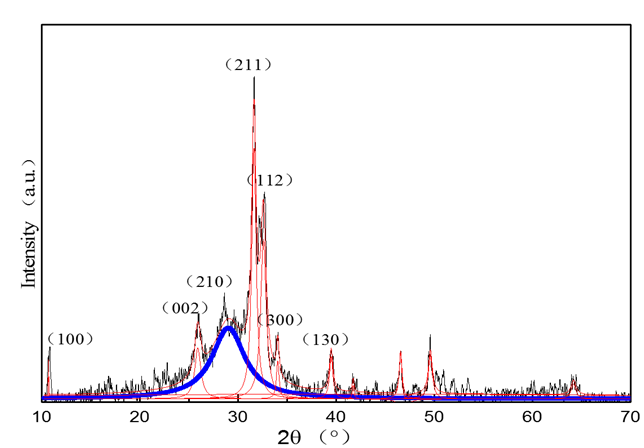 （211）
（112）
（210）
（002）
（300）
（100）
（130）
Intensity （a.u.）
10 20 30 40 50 60 70
2θ （°）